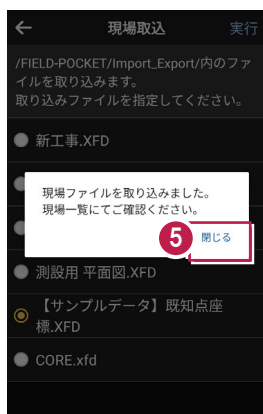 ← 現場取込 実行
/FIELD-POCKET/Import_Export/内のファ
イルを取り込みます。
取り込みファイルを指定してください。
新工事.XFD
現場ファイルを取り込みました。
現場一覧にてご確認ください。
5 閉じる
測設用 平面図.XFD
【サンプルデータ】既知点座
標.XFD
CORE.xfd